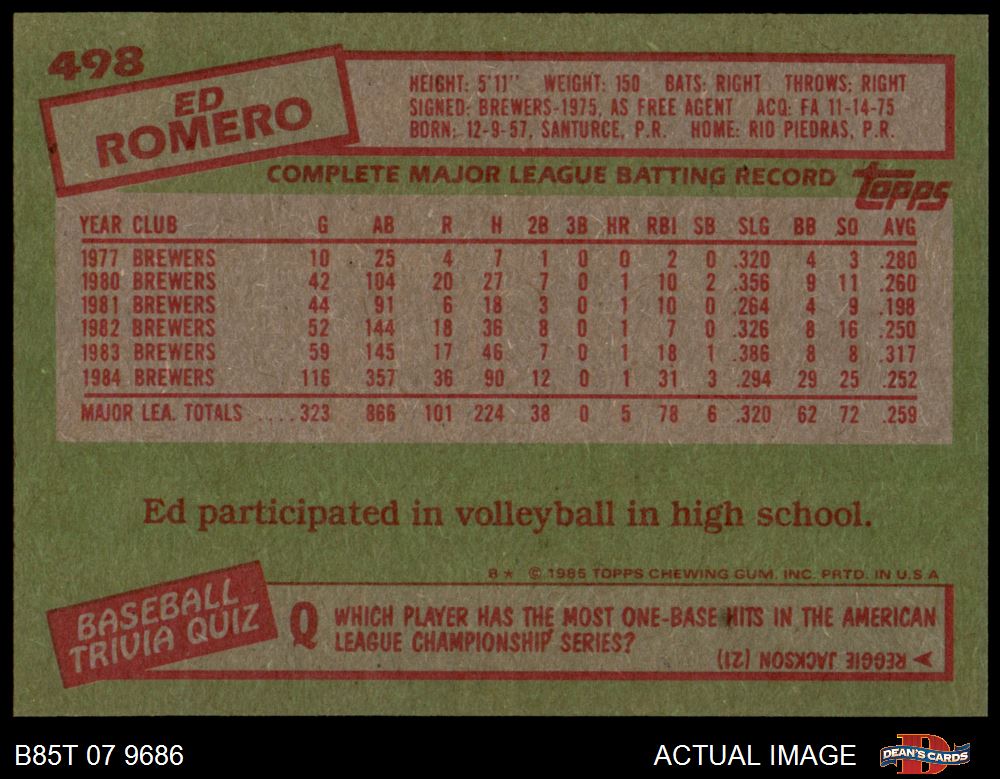 498
ED
ROMERO
HEIGHT: 5'11" WEIGHT: 150 BATS: RIGHT THROWS: RIGHT
SIGNED: BREWERS-1975, AS FREE AGENT ACQ: FA 11-14-75
BORN: 12-9-57, SANTURCE, P.R. HOME: RIO PIEDRAS, P.R.
COMPLETE MAJOR LEAGUE BATTING RECORD
topps
YEAR CLUB G AB R H 2B 3B HR RBI SB SLG BB SO AVG
1977 BREWERS 10 25 4 7 1 0 0 2 0 .320 4 3 .280
1980 BREWERS 42 104 20 27 7 0 1 10 2 .356 9 11 .260
1981 BREWERS 44 91 6 18 3 0 1 10 0 .264 4 9 .198
1982 BREWERS 52 144 18 36 8 0 1 7 0 .326 8 16 .250
1983 BREWERS 59 145 17 46 7 0 1 18 1 .386 8 8 .317
1984 BREWERS 116 357 36 90 12 0 1 31 3 .294 29 25 .252
MAJOR LEA. TOTALS ....323 866 101 224 38 0 5 78 6 .320 62 72 .259
Ed participated in volleyball in high school.
B* © 1985 TOPPS CHEWING GUM, INC. PRTD. IN U.S.A
BASEBALL
TRIVIA QUIZ
Q WHICH PLAYER HAS THE MOST ONE-BASE HITS IN THE AMERICAN
LEAGUE CHAMPIONSHIP SERIES?
REGGIE JACKSON (21)
B85T 07 9686
ACTUAL IMAGE
D
DEAN'S CARDS